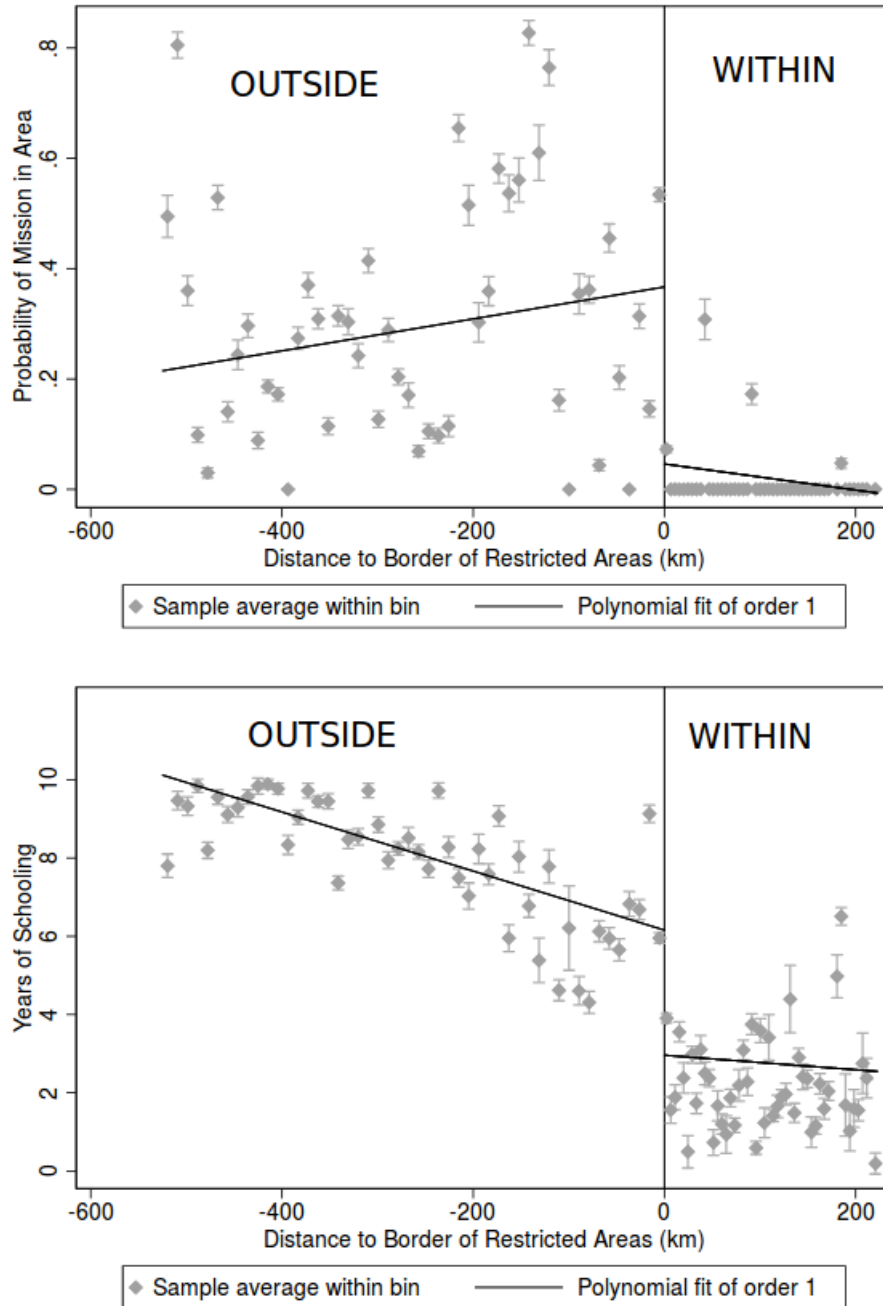 OUTSIDE
WITHIN
Probability of Mission in Area
.8
.6
.4
.2
0
-600 -400 -200 0 200
Distance to Border of Restricted Areas (km)
Sample average within bin Polynomial fit of order 1
OUTSIDE WITHIN
Years of Schooling
10
8
6
4
2
0
-600 -400 -200 0 200
Distance to Border of Restricted Areas (km)
Sample average within bin Polynomial fit of order 1